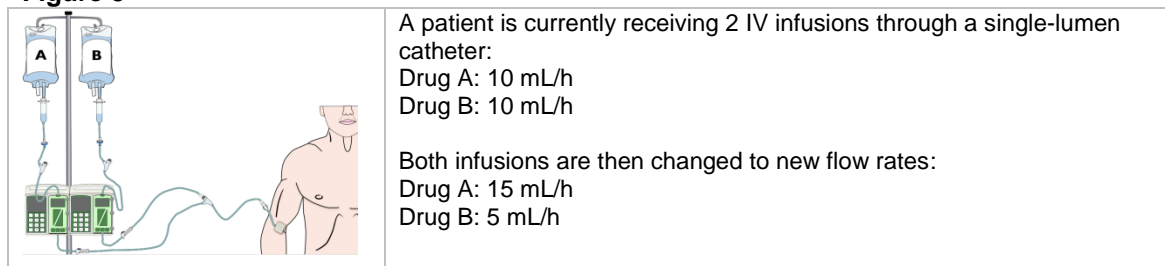 A patient is currently receiving 2 IV infusions through a single-lumen
catheter:
Drug A: 10 mL/h
Drug B: 10 mL/h
Both infusions are then changed to new flow rates:
Drug A: 15 mL/h
Drug B: 5 mL/h
A
B